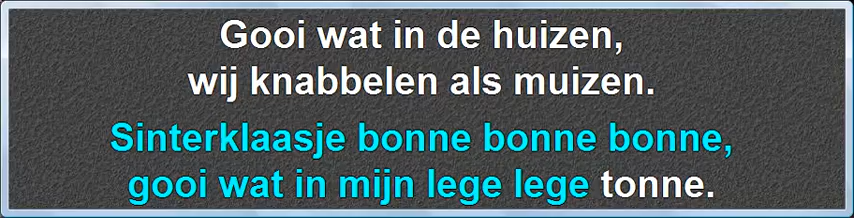 Gooi wat in de huizen,
wij knabbelen als muizen.
Sinterklaasje bonne bonne bonne,
gooi wat in mijn lege lege tonne.